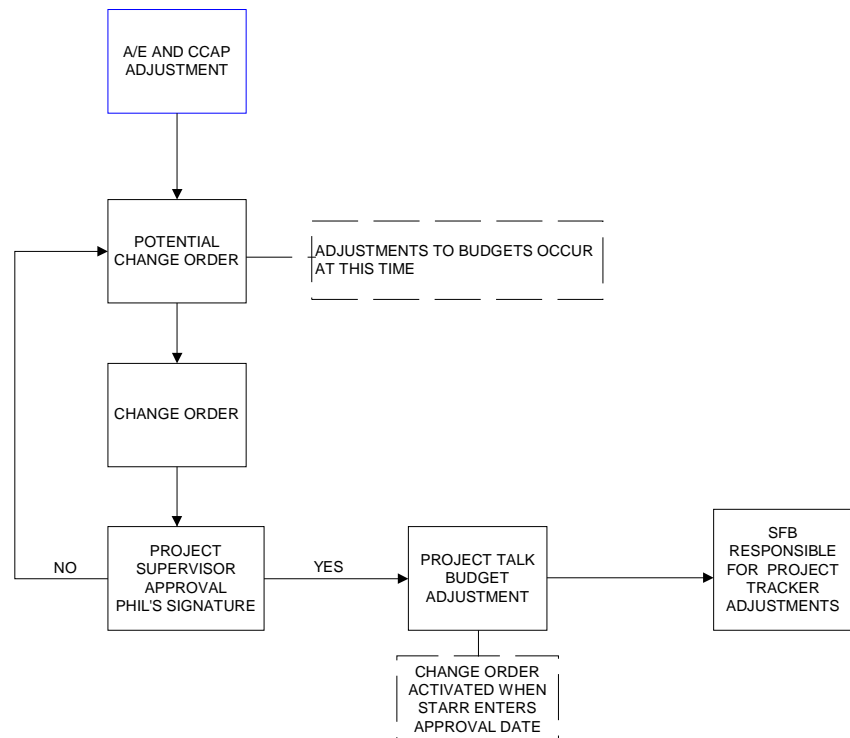 A/E AND CCAP
ADJUSTMENT
POTENTIAL
CHANGE ORDER
ADJUSTMENTS TO BUDGETS OCCUR
AT THIS TIME
CHANGE ORDER
PROJECT
SUPERVISOR
APPROVAL
PHIL'S SIGNATURE
NO
YES
PROJECT TALK
BUDGET
ADJUSTMENT
SFB
RESPONSIBLE
FOR PROJECT
TRACKER
ADJUSTMENTS
CHANGE ORDER
ACTIVATED WHEN
STARR ENTERS
APPROVAL DATE